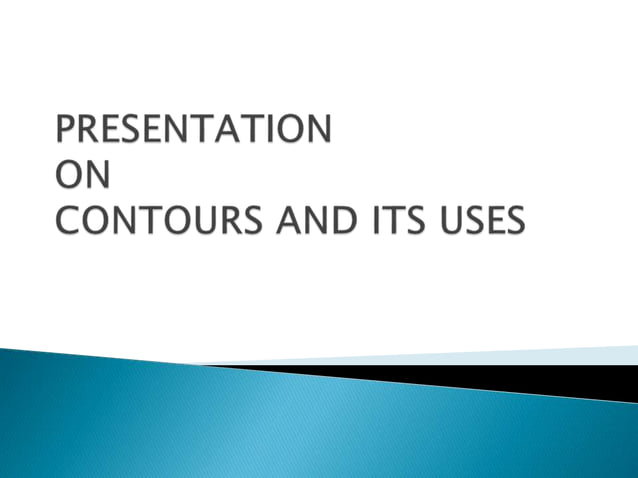 PRESENTATION
ON
CONTOURS AND ITS USES